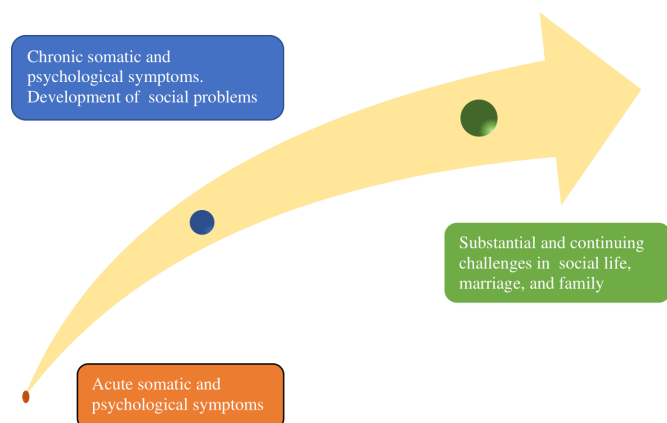 Chronic somatic and
psychological symptoms.
Development of  social problems
Substantial and continuing
challenges in  social life,
marriage, and family
Acute somatic and
psychological symptoms